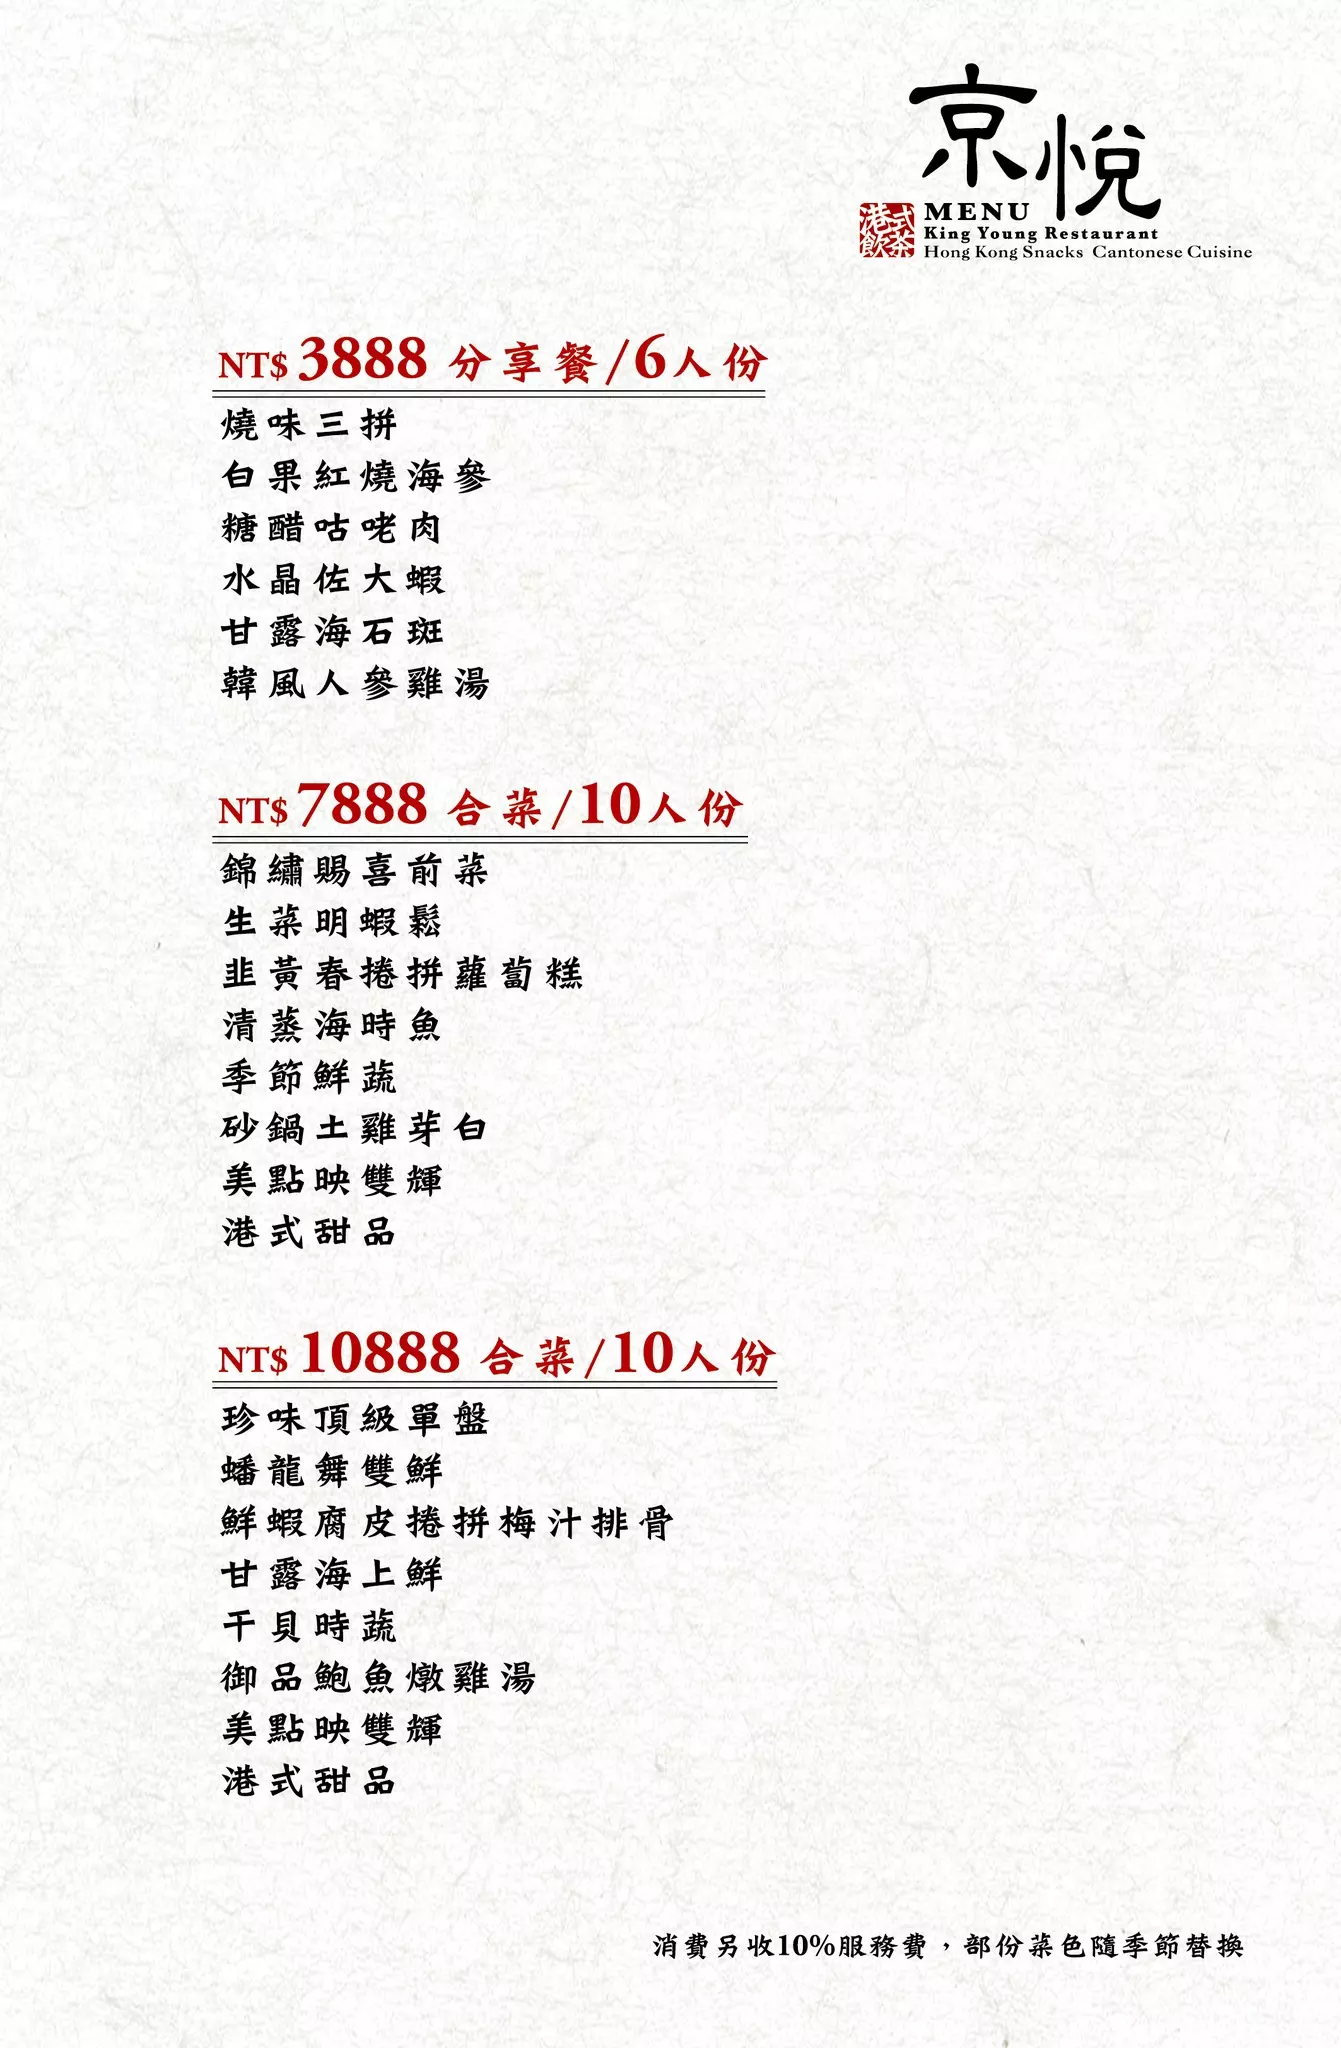 京悅
港式飲茶
MENU
King Young Restaurant
Hong Kong Snacks Cantonese Cuisine
NT$ 3888 分享餐/6人份
燒味三拼
白果紅燒海參
糖醋咕咾肉
水晶佐大蝦
甘露海石斑
韓風人參雞湯
NT$ 7888 合菜/10人份
錦繡賜喜前菜
生菜明蝦鬆
韭黃春捲拼蘿蔔糕
清蒸海時魚
季節鮮蔬
砂鍋土雞芽白
美點映雙輝
港式甜品
NT$ 10888 合菜/10人份
珍味頂級單盤
蟠龍舞雙鮮
鮮蝦腐皮捲拼梅汁排骨
甘露海上鮮
干貝時蔬
御品鮑魚燉雞湯
美點映雙輝
港式甜品
消費另收10%服務費，部份菜色隨季節替換